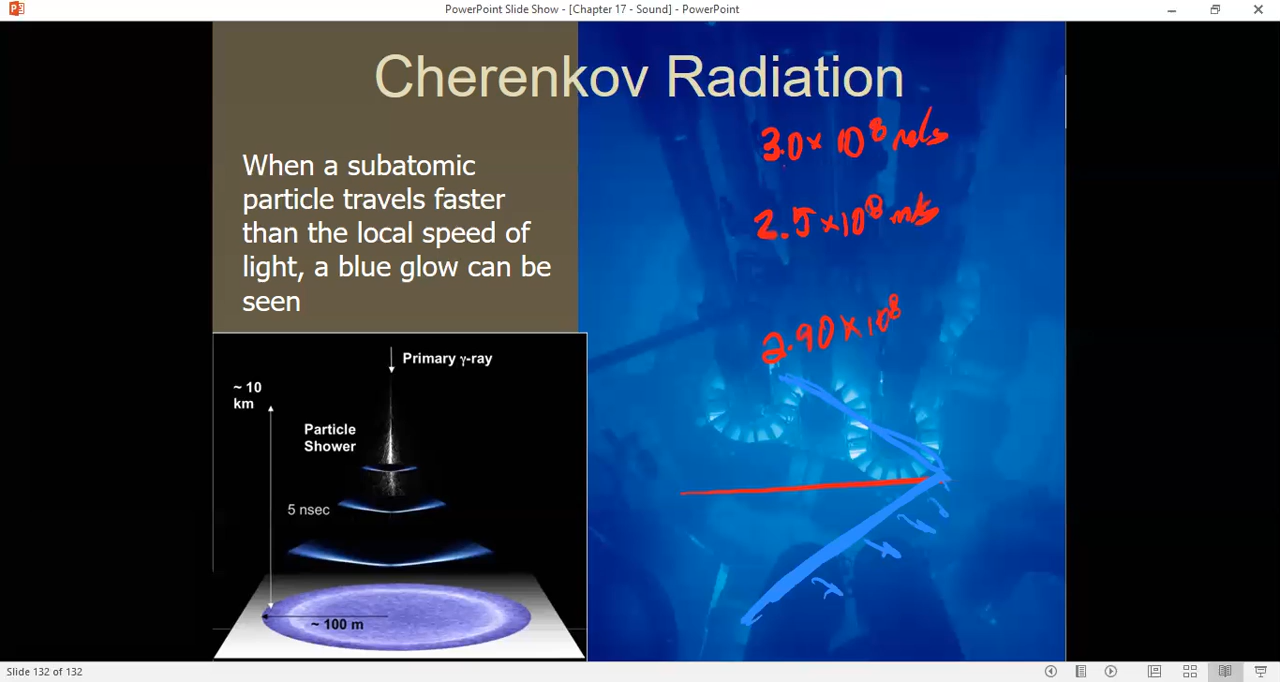 PowerPoint Slide Show - [Chapter 17 - Sound] - PowerPoint
Cherenkov Radiation
3.0 × 10⁸ m/s
2.5 × 10⁸ m/s
2.90 × 10⁸
When a subatomic
particle travels faster
than the local speed of
light, a blue glow can be
seen
Primary γ-ray
~ 10
km
Particle
Shower
5 nsec
~ 100 m
Slide 132 of 132